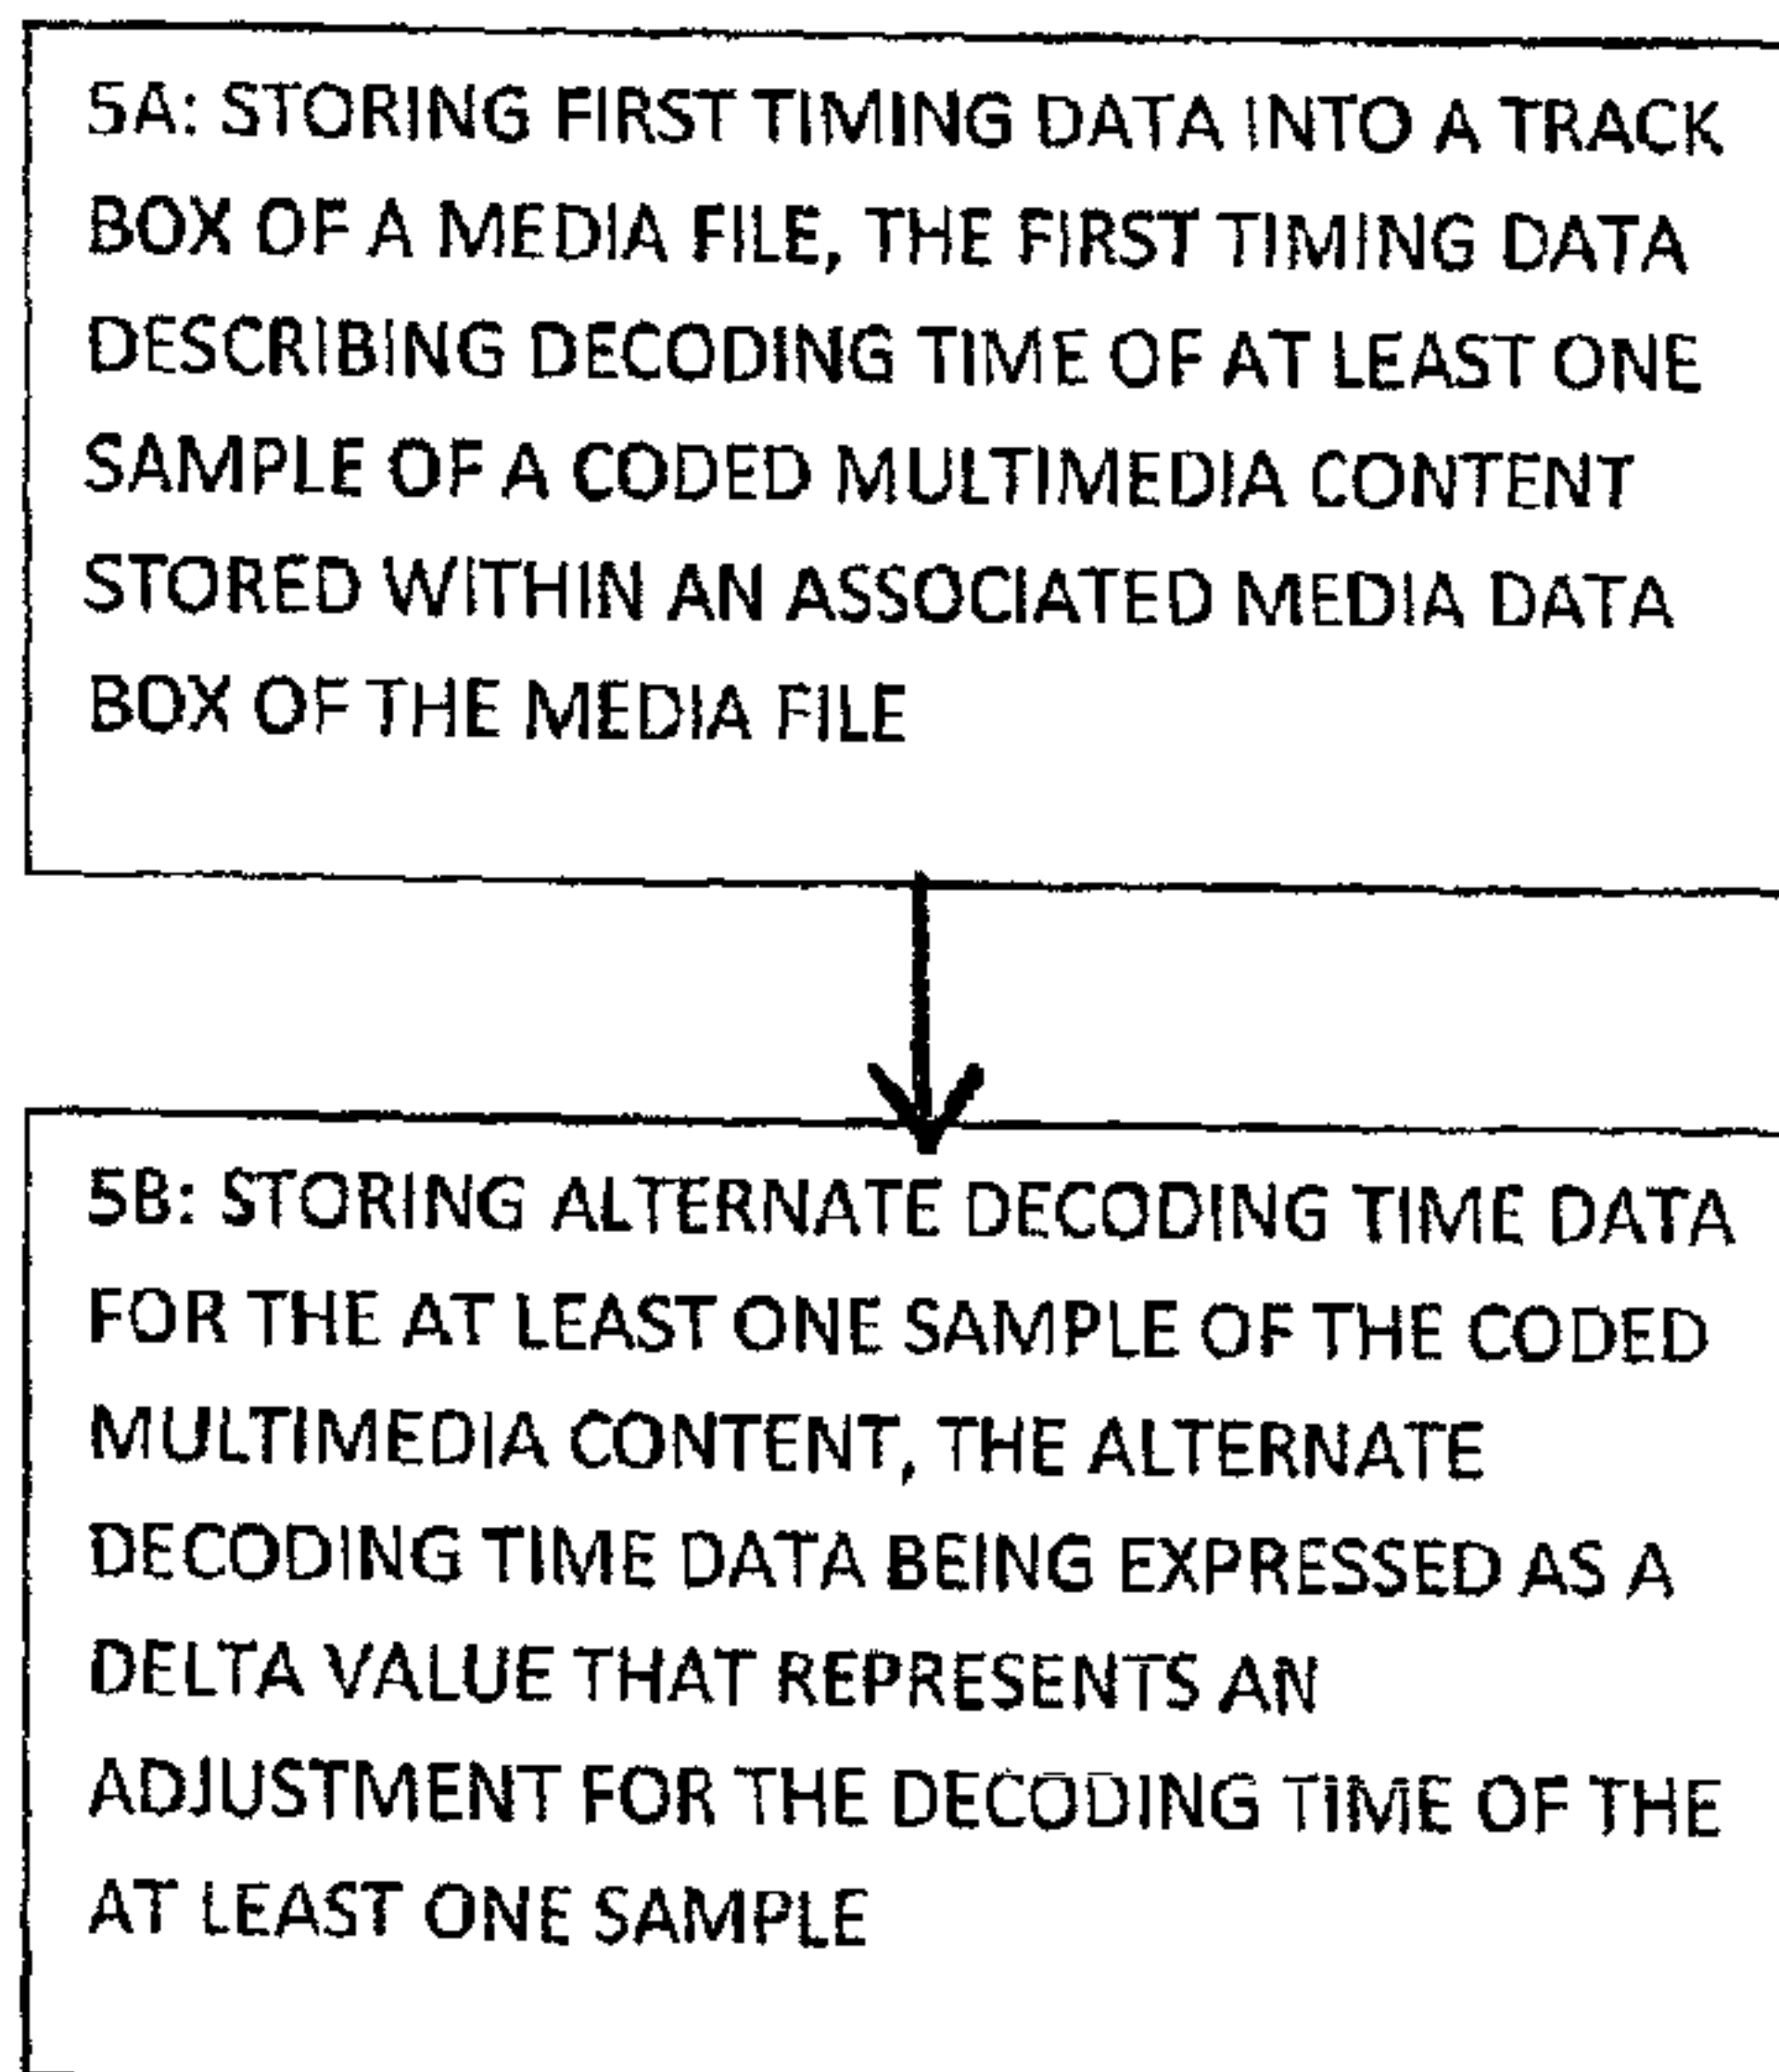 5A: STORING FIRST TIMING DATA INTO A TRACK
BOX OF A MEDIA FILE, THE FIRST TIMING DATA
DESCRIBING DECODING TIME OF AT LEAST ONE
SAMPLE OF A CODED MULTIMEDIA CONTENT
STORED WITHIN AN ASSOCIATED MEDIA DATA
BOX OF THE MEDIA FILE
5B: STORING ALTERNATE DECODING TIME DATA
FOR THE AT LEAST ONE SAMPLE OF THE CODED
MULTIMEDIA CONTENT, THE ALTERNATE
DECODING TIME DATA BEING EXPRESSED AS A
DELTA VALUE THAT REPRESENTS AN
ADJUSTMENT FOR THE DECODING TIME OF THE
AT LEAST ONE SAMPLE